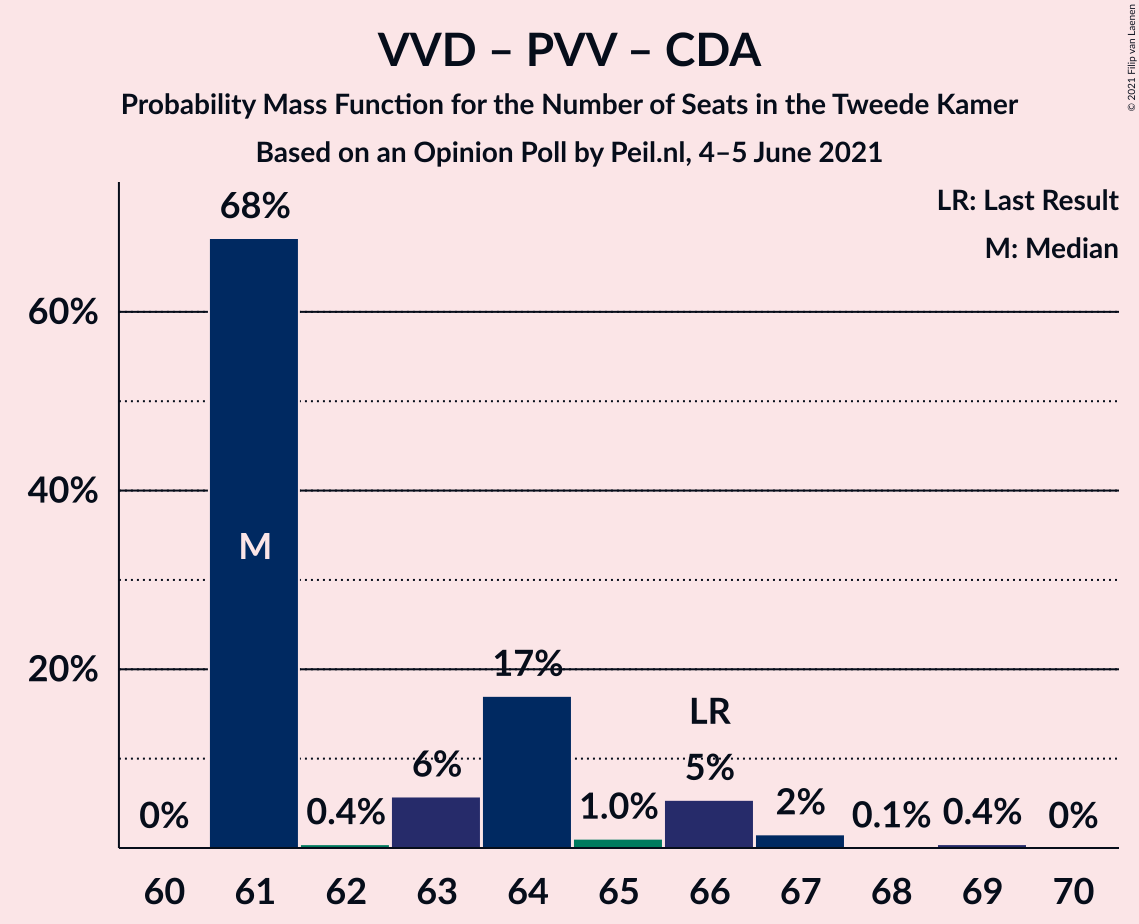 VVD – PVV – CDA
Probability Mass Function for the Number of Seats in the Tweede Kamer
Based on an Opinion Poll by Peil.nl, 4–5 June 2021
© 2021 Filip van Laenen
LR: Last Result
M: Median
68%
60%
40%
M
20%
17%
LR
6%
5%
0%
0.4%
1.0%
2%
0.1%
0.4%
0%
60 61 62 63 64 65 66 67 68 69 70